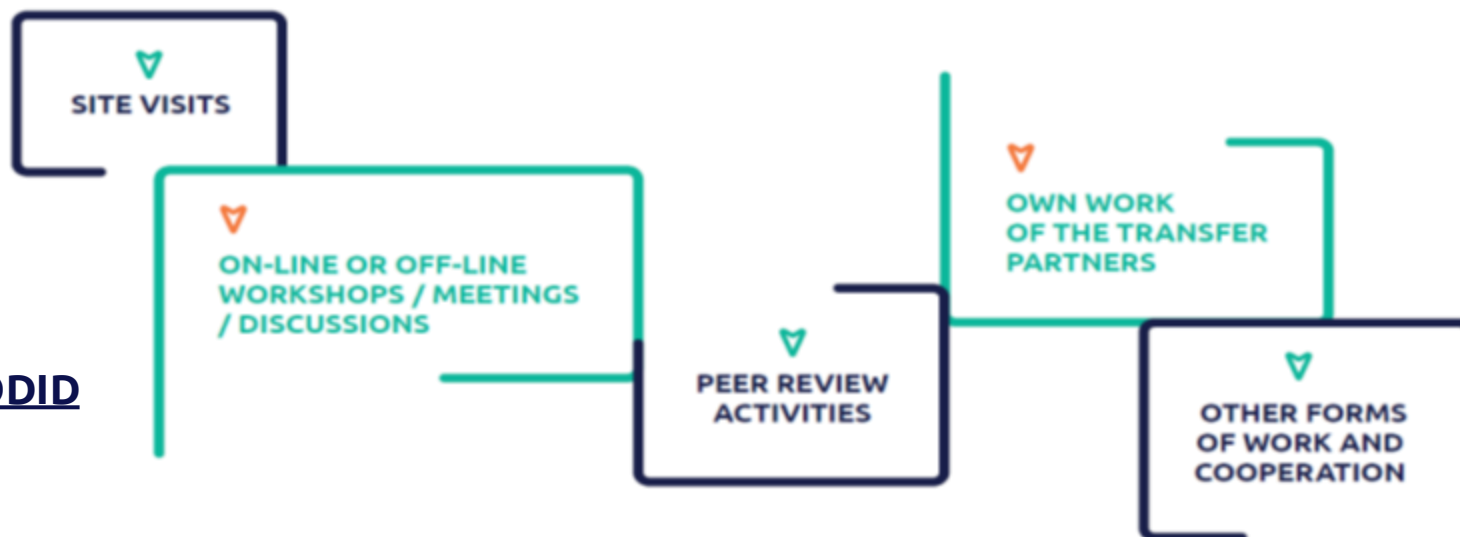 SITE VISITS
ON-LINE OR OFF-LINE
WORKSHOPS / MEETINGS
/ DISCUSSIONS
PEER REVIEW
ACTIVITIES
OWN WORK
OF THE TRANSFER
PARTNERS
OTHER FORMS
OF WORK AND
COOPERATION